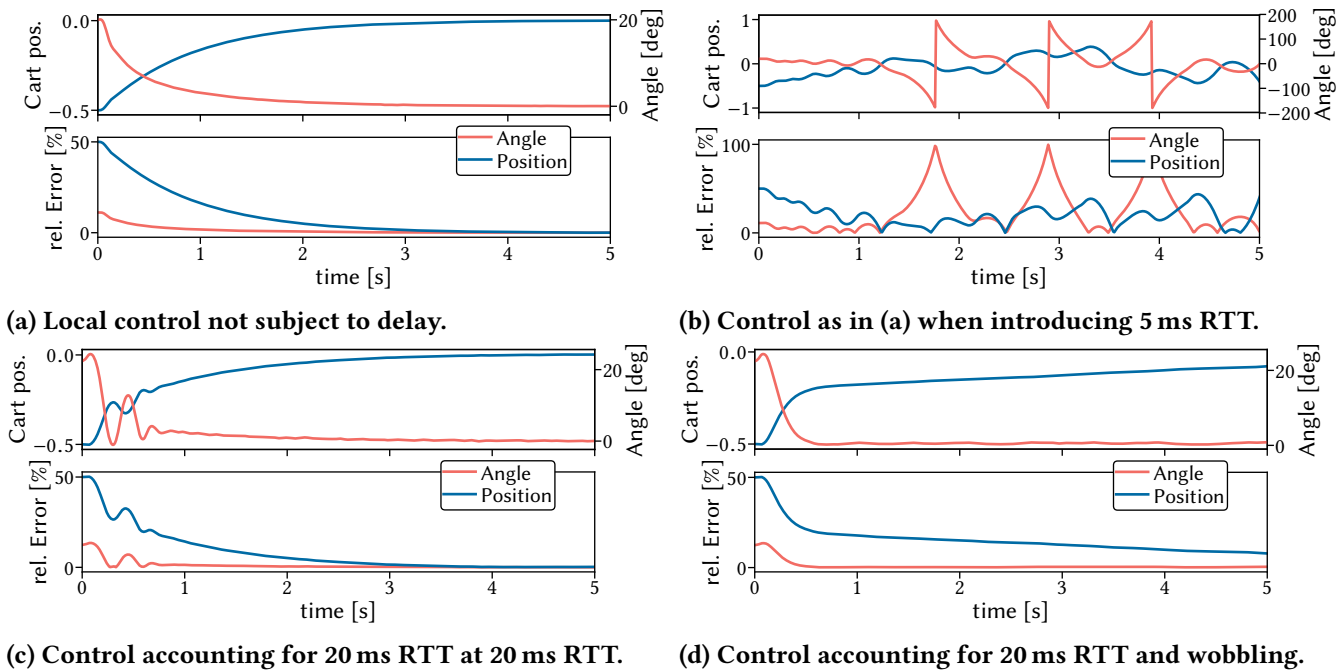 0.0
−0.5
Cart pos.
20
0
Angle [deg]
50
0
rel. Error [%]
Angle
Position
0 1 2 3 4 5
time [s]
(a) Local control not subject to delay.
1
0
−1
Cart pos.
200
100
0
−100
−200
Angle [deg]
100
50
0
rel. Error [%]
Angle
Position
0 1 2 3 4 5
time [s]
(b) Control as in (a) when introducing 5 ms RTT.
0.0
−0.5
Cart pos.
20
0
Angle [deg]
50
0
rel. Error [%]
Angle
Position
0 1 2 3 4 5
time [s]
(c) Control accounting for 20 ms RTT at 20 ms RTT.
0.0
−0.5
Cart pos.
20
0
Angle [deg]
50
0
rel. Error [%]
Angle
Position
0 1 2 3 4 5
time [s]
(d) Control accounting for 20 ms RTT and wobbling.